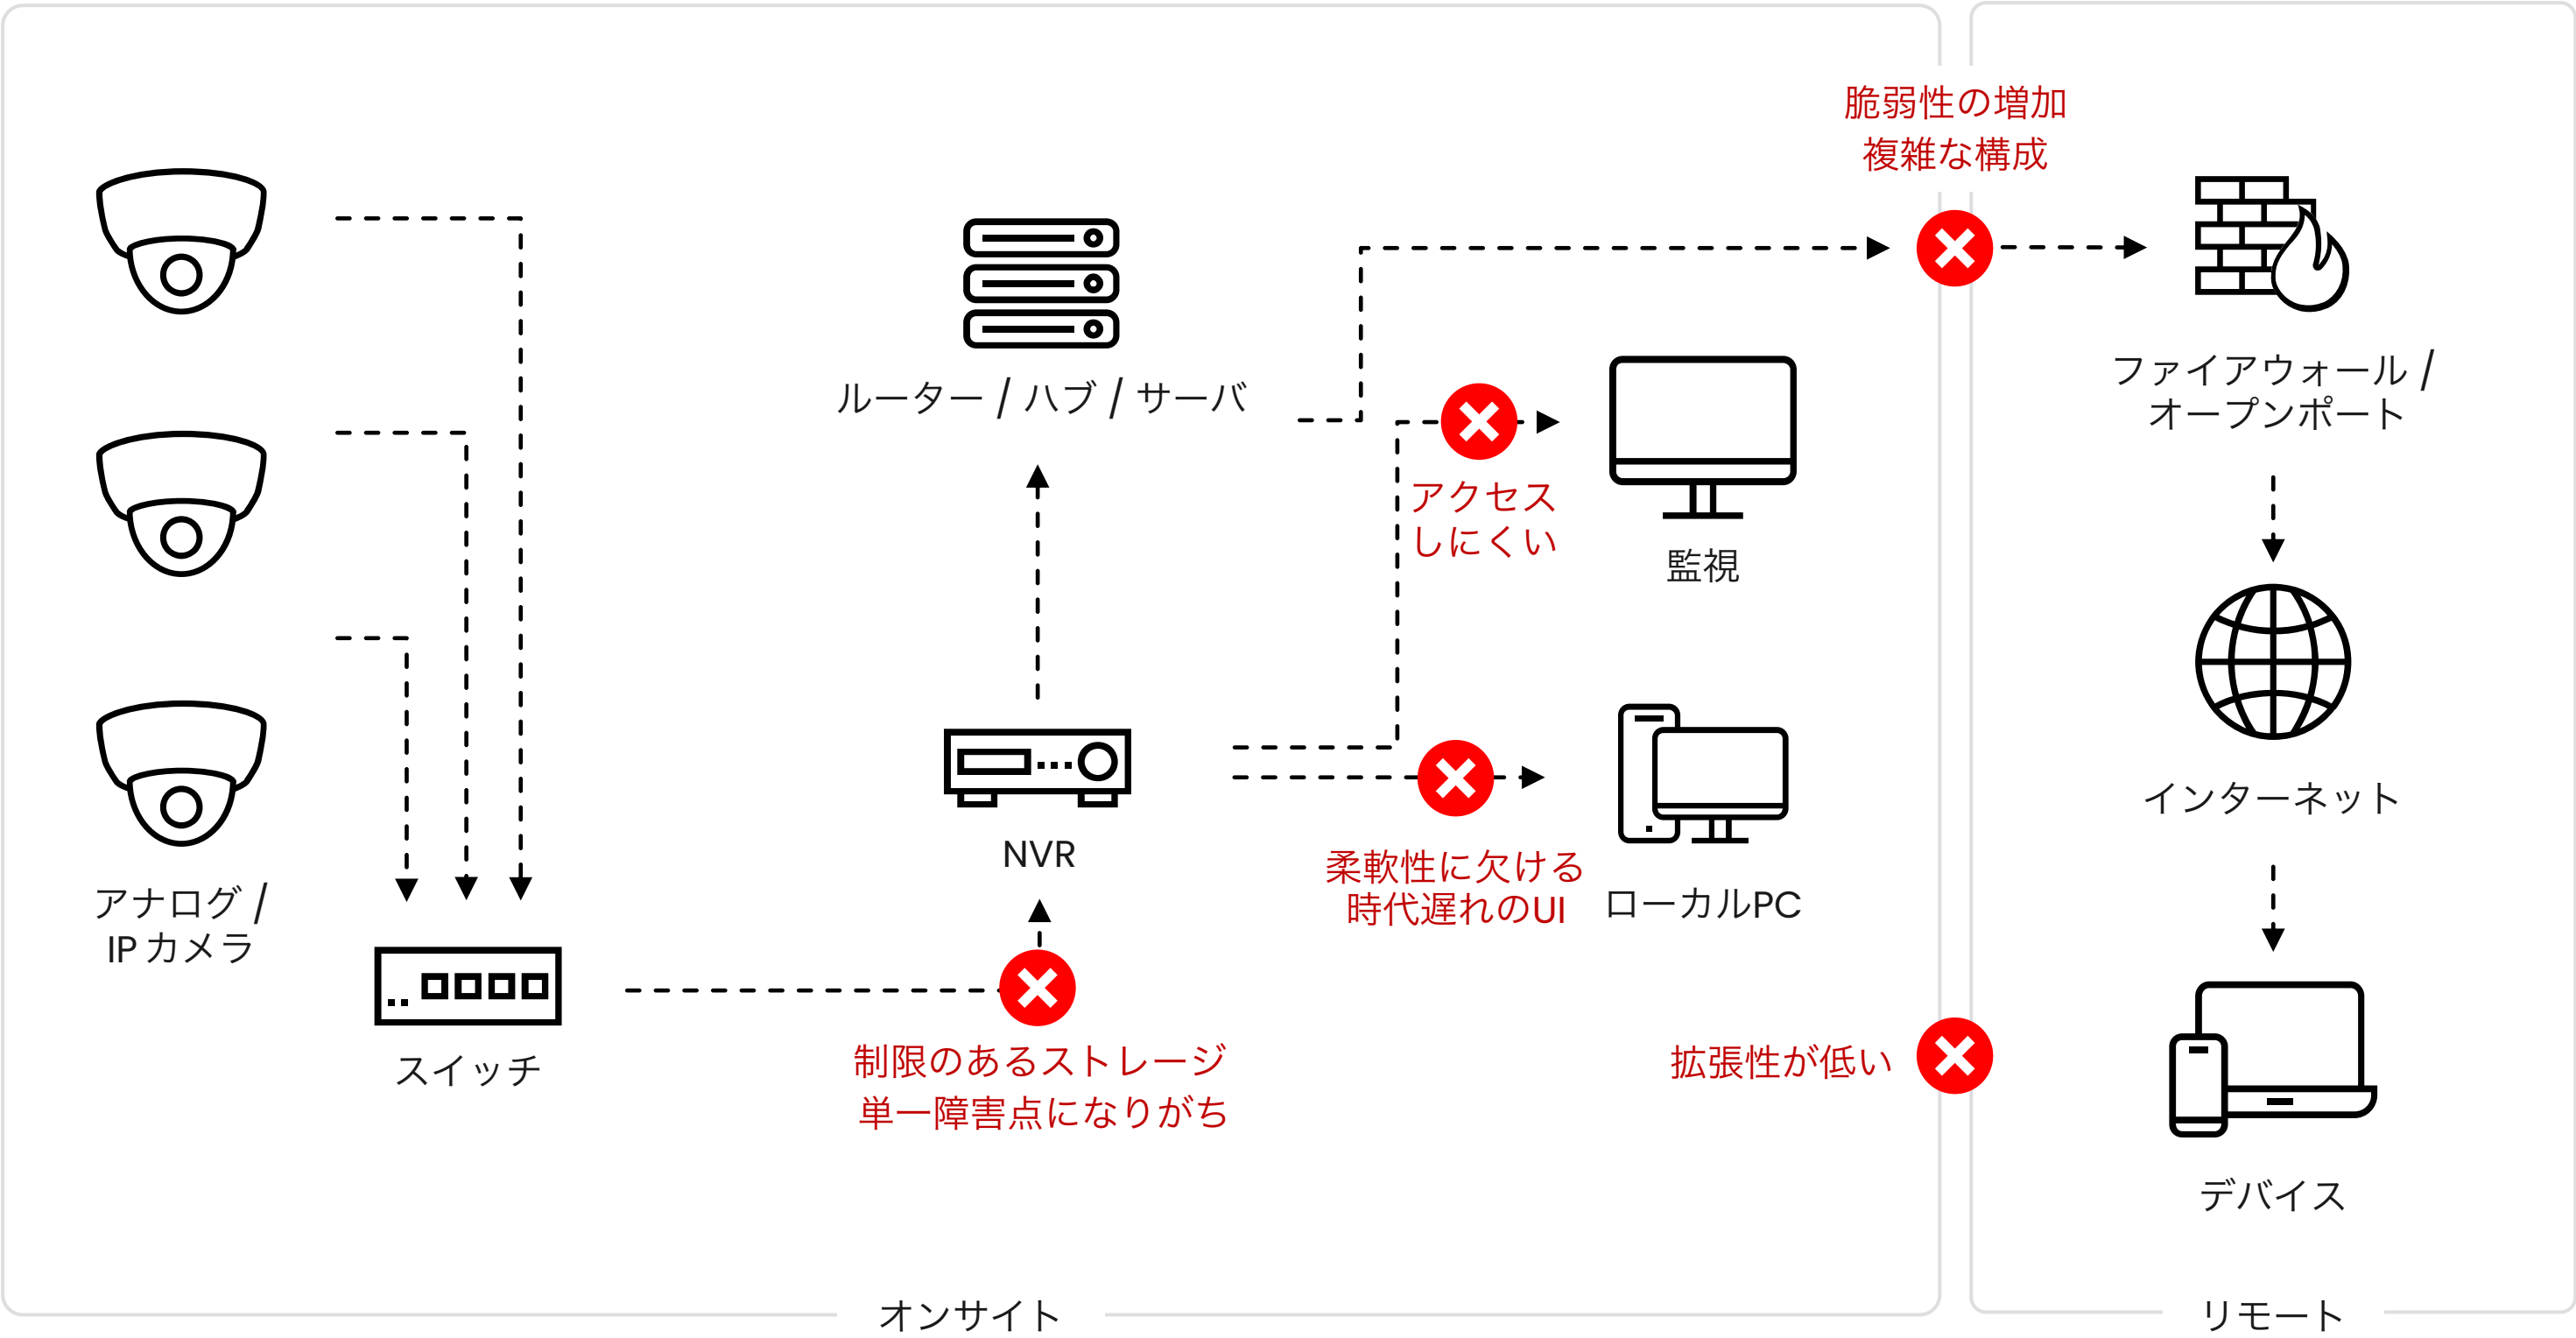 脆弱性の増加
複雑な構成
ルーター / ハブ / サーバ
ファイアウォール /
オープンポート
アクセス
しにくい
監視
インターネット
NVR
柔軟性に欠ける
時代遅れのUI
ローカルPC
アナログ /
IP カメラ
スイッチ
制限のあるストレージ
単一障害点になりがち
拡張性が低い
デバイス
オンサイト
リモート